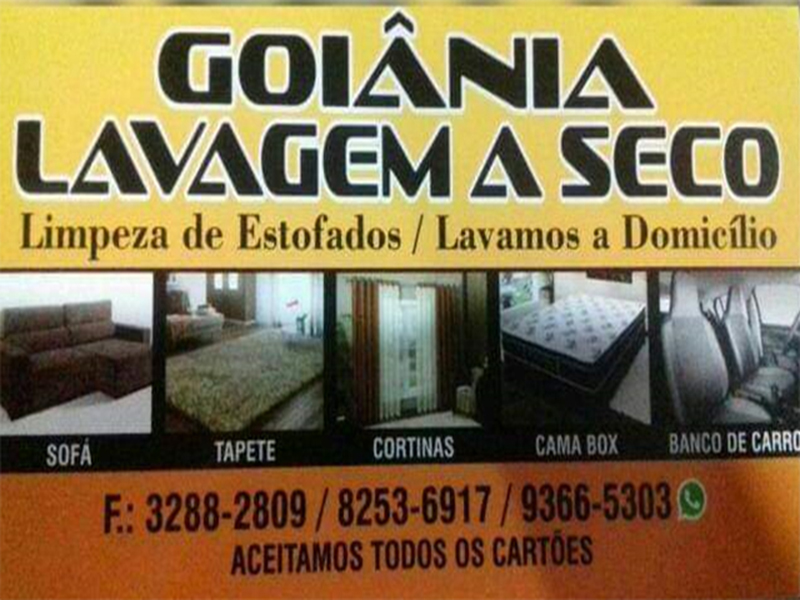 GOIÂNIA
LAVAGEM A SECO
Limpeza de Estofados / Lavamos a Domicílio
SOFÁ TAPETE CORTINAS CAMA BOX BANCO DE CARRO
F.: 3288-2809 / 8253-6917 / 9366-5303
ACEITAMOS TODOS OS CARTÕES